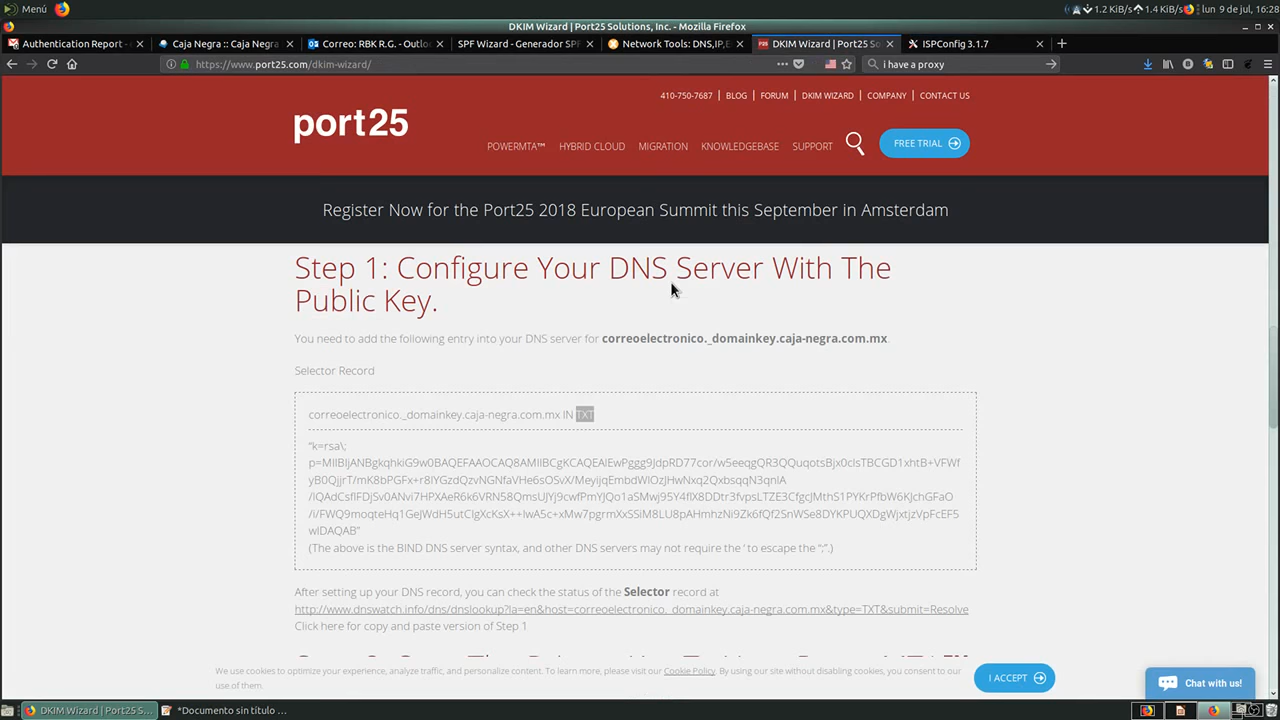 Menú
1.2 KiB/s 1.4 KiB/s lun 9 de jul, 16:28
DKIM Wizard | Port25 Solutions, Inc. - Mozilla Firefox
Authentication Report -
Caja Negra :: Caja Negra
Correo: RBK R.G. - Outloo
SPF Wizard - Generador SPF
Network Tools: DNS,IP,E
DKIM Wizard | Port25 So
ISPConfig 3.1.7
https://www.port25.com/dkim-wizard/
i have a proxy
410-750-7687 | BLOG | FORUM | DKIM WIZARD | COMPANY | CONTACT US
port25
POWERMTA™ HYBRID CLOUD MIGRATION KNOWLEDGEBASE SUPPORT
FREE TRIAL
Register Now for the Port25 2018 European Summit this September in Amsterdam
Step 1: Configure Your DNS Server With The
Public Key.
You need to add the following entry into your DNS server for correoelectronico._domainkey.caja-negra.com.mx.
Selector Record
correoelectronico._domainkey.caja-negra.com.mx IN TXT
"k=rsa\;
(The above is the BIND DNS server syntax, and other DNS servers may not require the ‘ to escape the “;”.)
After setting up your DNS record, you can check the status of the Selector record at
http://www.dnswatch.info/dns/dnslookup?la=en&host=correoelectronico._domainkey.caja-negra.com.mx&type=TXT&submit=Resolve
Click here for copy and paste version of Step 1
We use cookies to optimize your experience, analyze traffic, and personalize content. To learn more, please visit our Cookie Policy. By using our site without disabling cookies, you consent to our
use of them.
I ACCEPT
Chat with us!
DKIM Wizard | Port25 S...
*Documento sin título ...